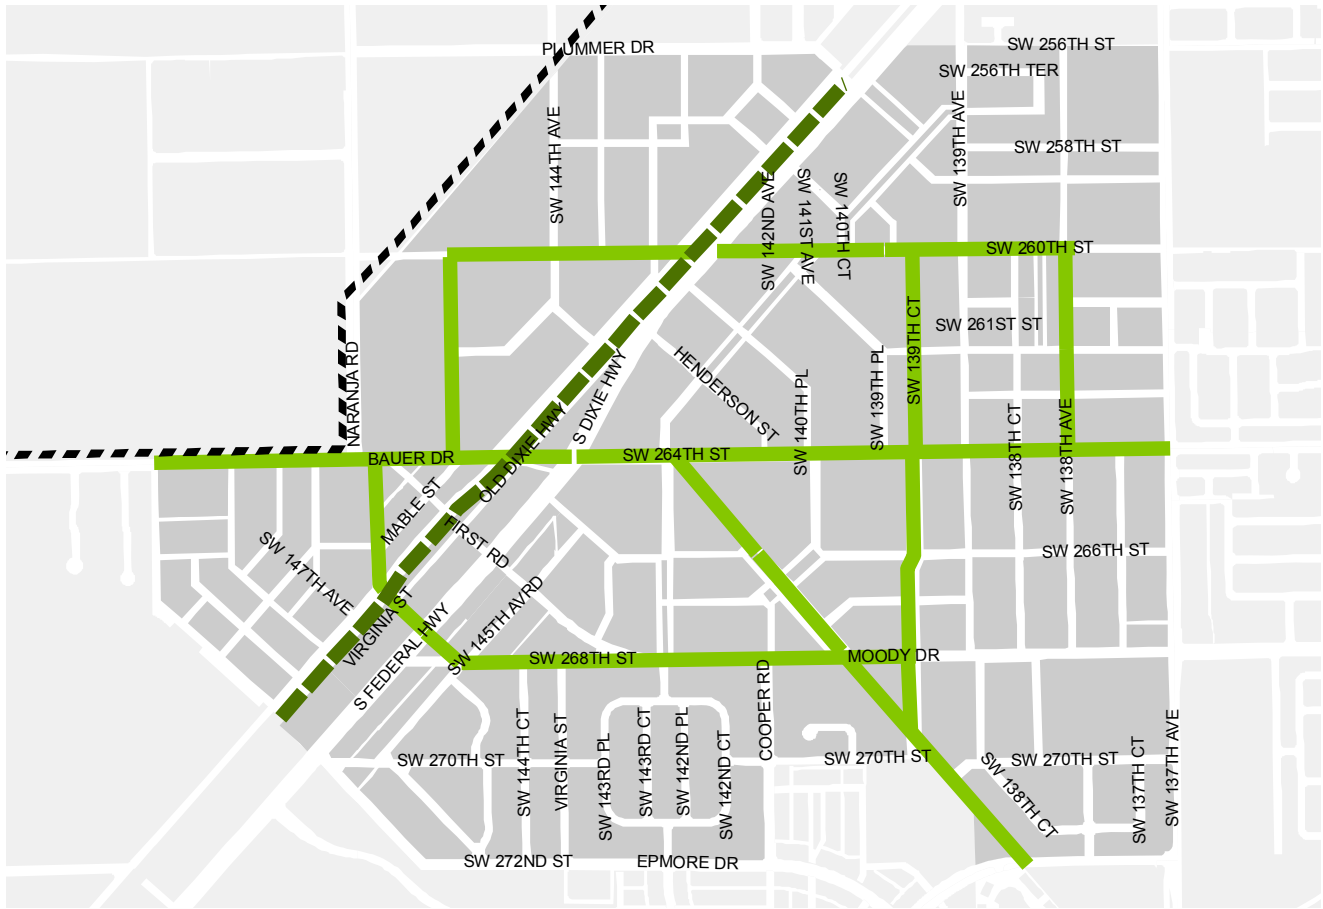 PLUMMER DR
SW 256TH ST
SW 256TH TER
SW 139TH AVE
SW 144TH AVE
SW 258TH ST
SW 142ND AVE
SW 141ST AVE
SW 140TH CT
SW 260TH ST
NARANJA RD
S DIXIE HWY
HENDERSON ST
SW 139TH CT
SW 261ST ST
SW 139TH PL
SW 140TH PL
SW 138TH CT
SW 138TH AVE
OLD DIXIE HWY
BAUER DR
SW 264TH ST
MABLE ST
FIRST RD
SW 147TH AVE
SW 266TH ST
VIRGINIA ST
S FEDERAL HWY
SW 145TH AVRD
SW 268TH ST
MOODY DR
COOPER RD
SW 270TH ST
SW 144TH CT
VIRGINIA ST
SW 143RD PL
SW 143RD CT
SW 142ND PL
SW 142ND CT
SW 270TH ST
SW 138TH CT
SW 270TH ST
SW 137TH CT
SW 137TH AVE
SW 272ND ST
EPMORE DR